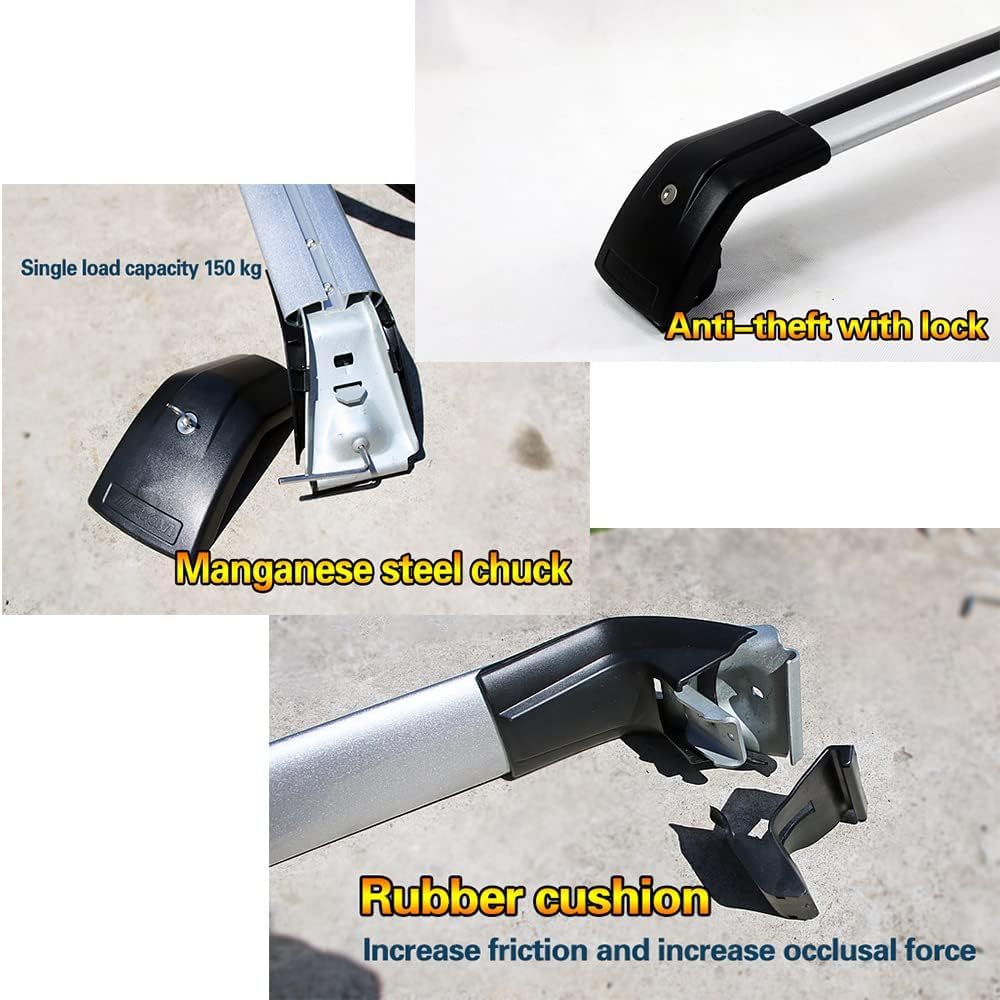 Anti-theft with lock
Single load capacity 150 kg
Manganese steel chuck
Rubber cushion
Increase friction and increase occlusal force